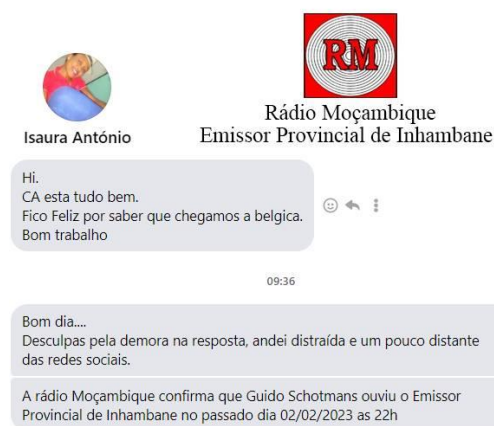 RM
Rádio Moçambique
Emissor Provincial de Inhambane
Isaura António
Hi.
CA esta tudo bem.
Fico Feliz por saber que chegamos a belgica.
Bom trabalho
09:36
Bom dia....
Desculpas pela demora na resposta, andei distraída e um pouco distante
das redes sociais.
A rádio Moçambique confirma que Guido Schotmans ouviu o Emissor
Provincial de Inhambane no passado dia 02/02/2023 as 22h